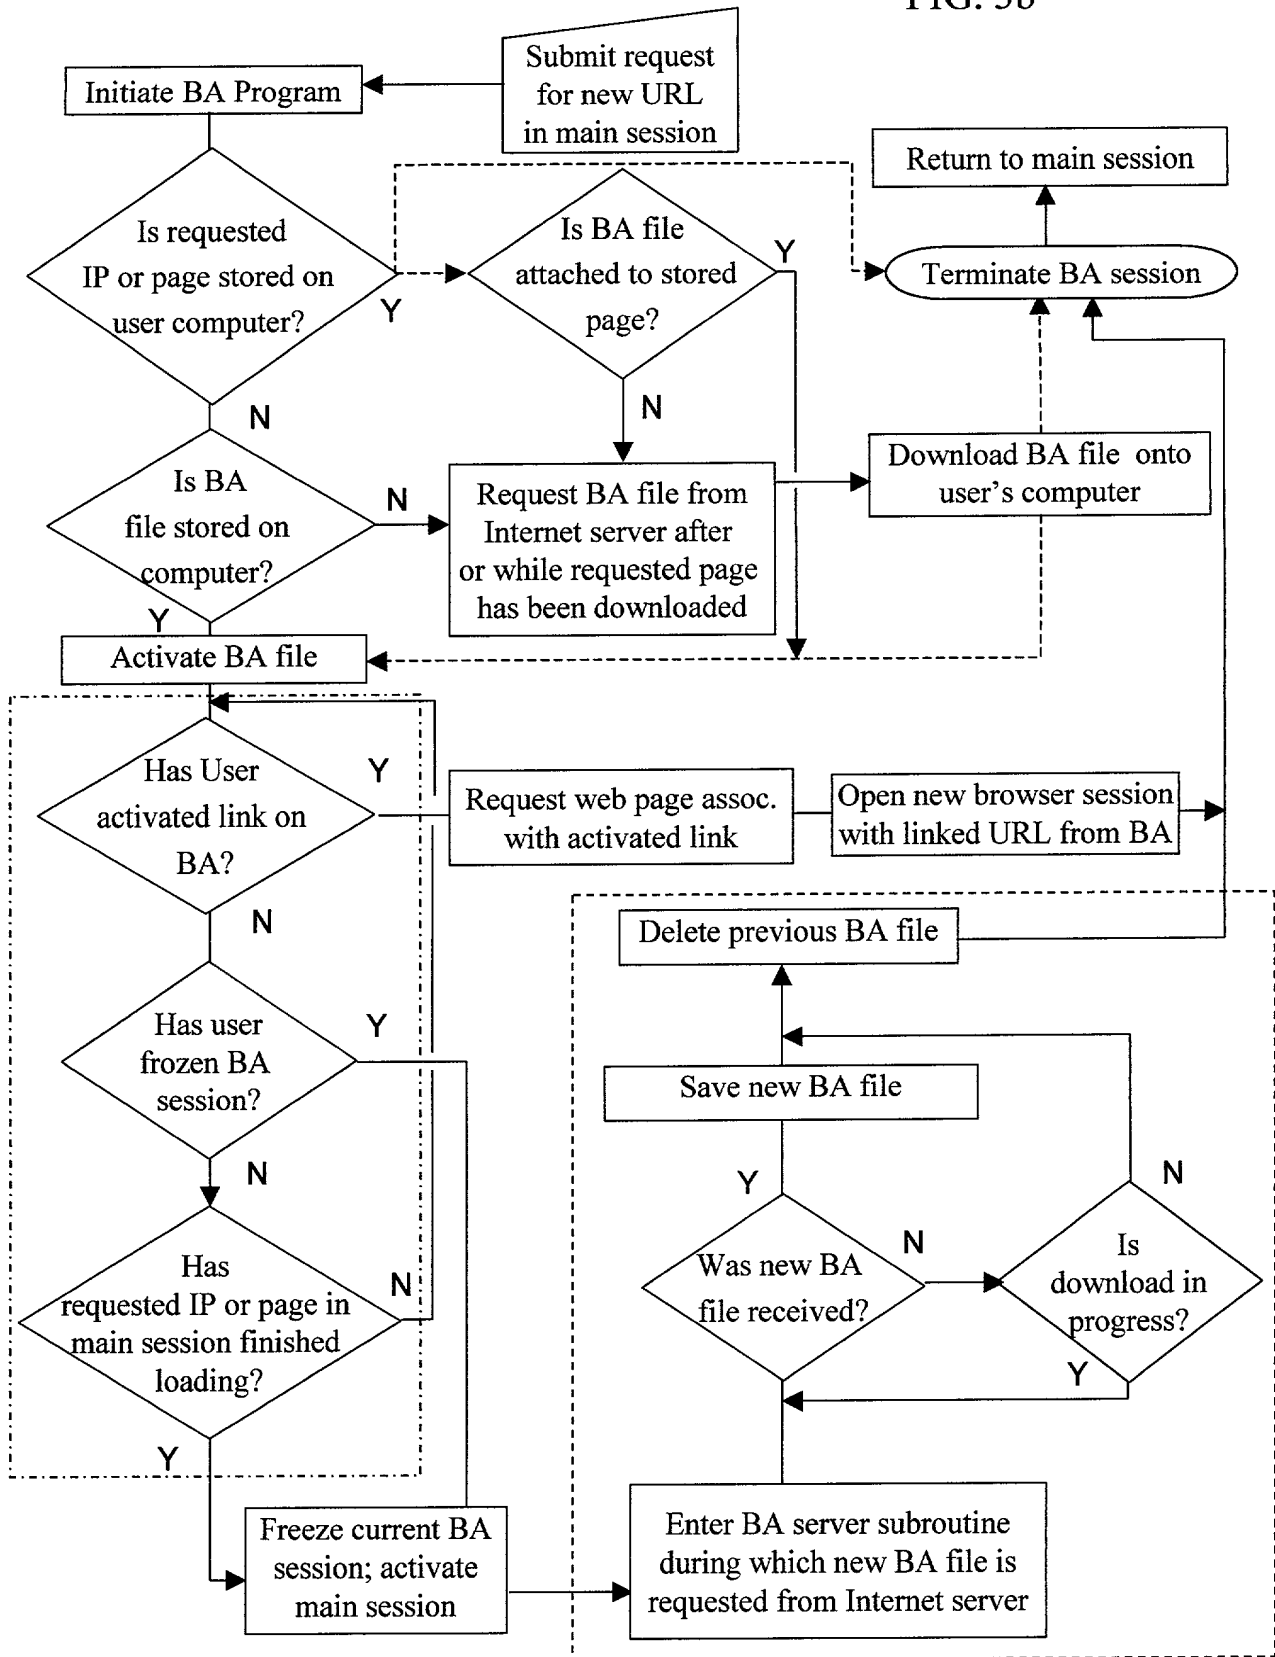 FIG. 3b
Submit request
for new URL
in main session
Initiate BA Program
Return to main session
Is requested
IP or page stored on
user computer?
Y
Is BA file
attached to stored
page?
Y
Terminate BA session
N
N
Is BA
file stored on
computer?
N
Y
Request BA file from
Internet server after
or while requested page
has been downloaded
Download BA file onto
user's computer
Activate BA file
Has User
activated link on
BA?
Y
Request web page assoc.
with activated link
Open new browser session
with linked URL from BA
N
Delete previous BA file
Has user
frozen BA
session?
Y
Save new BA file
N
Y
N
Has
requested IP or page in
main session finished
loading?
N
Was new BA
file received?
N
Is
download in
progress?
Y
Y
Freeze current BA
session; activate
main session
Enter BA server subroutine
during which new BA file is
requested from Internet server